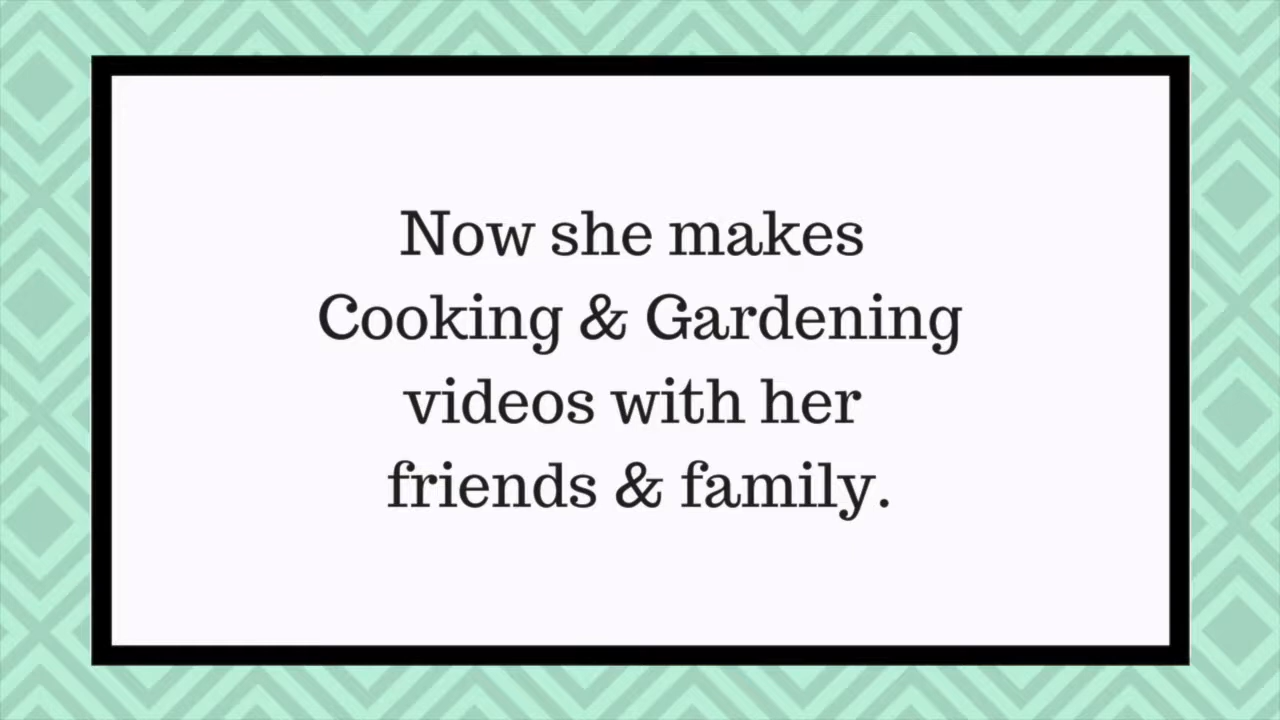 Now she makes
Cooking & Gardening
videos with her
friends & family.